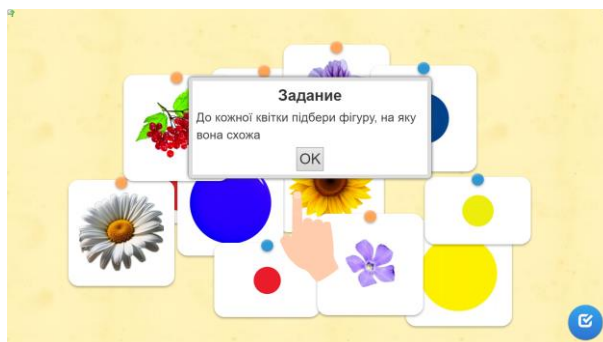 Задание
До кожної квітки підбери фігуру, на яку
вона схожа
OK